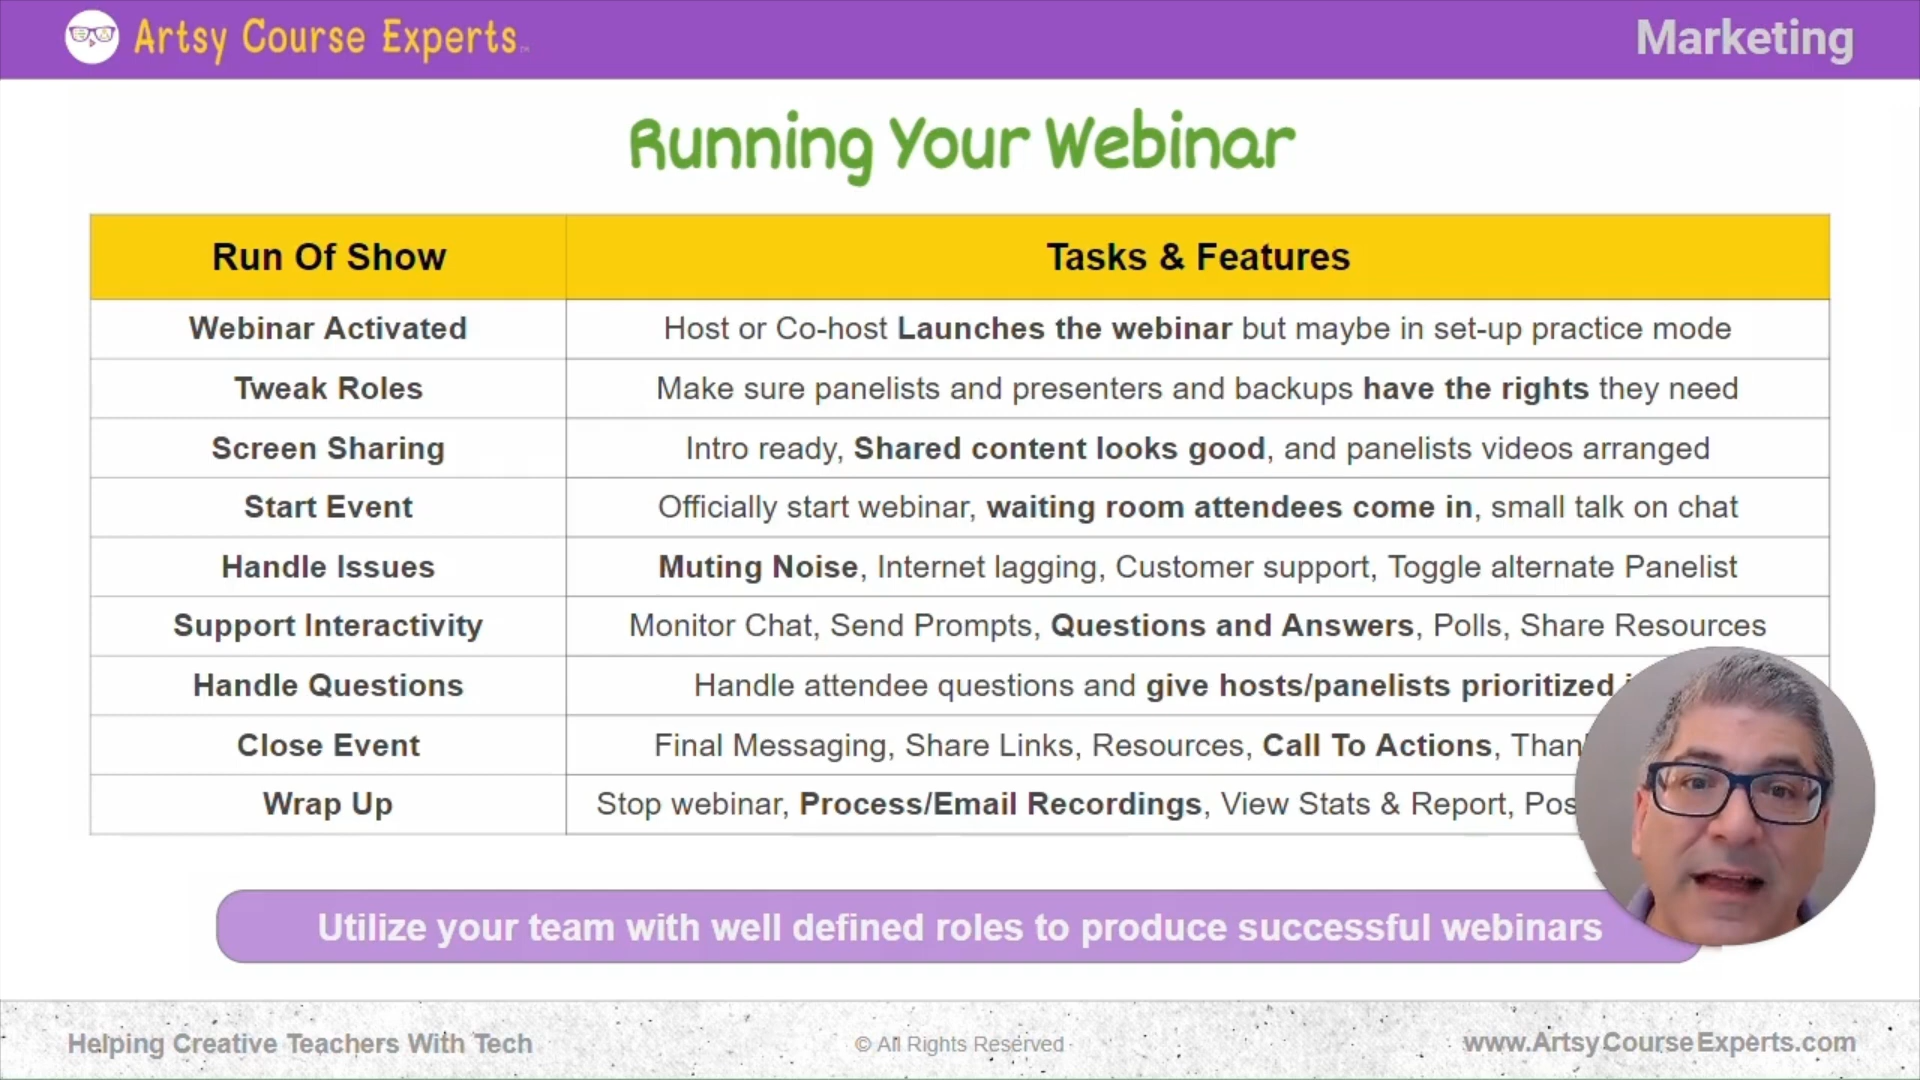 Artsy Course Experts
Marketing
Running Your Webinar
Run Of Show Tasks & Features
Webinar Activated Host or Co-host Launches the webinar but maybe in set-up practice mode
Tweak Roles Make sure panelists and presenters and backups have the rights they need
Screen Sharing Intro ready, Shared content looks good, and panelists videos arranged
Start Event Officially start webinar, waiting room attendees come in, small talk on chat
Handle Issues Muting Noise, Internet lagging, Customer support, Toggle alternate Panelist
Support Interactivity Monitor Chat, Send Prompts, Questions and Answers, Polls, Share Resources
Handle Questions Handle attendee questions and give hosts/panelists prioritized
Close Event Final Messaging, Share Links, Resources, Call To Actions,
Wrap Up Stop webinar, Process/Email Recordings, View Stats & Report,
Utilize your team with well defined roles to produce successful webinars
Helping Creative Teachers With Tech
© All Rights Reserved
www.ArtsyCourseExperts.com